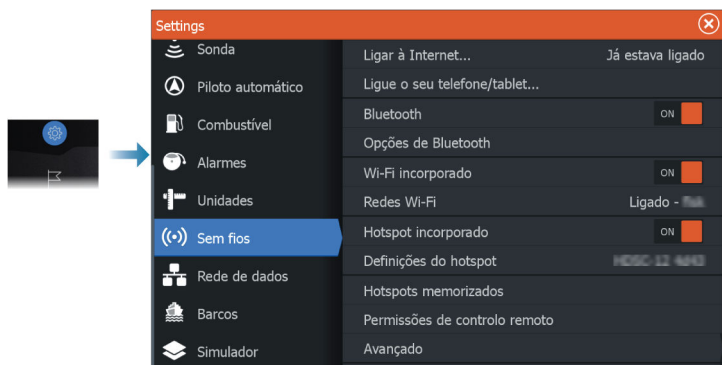 Settings
Sonda
Piloto automático
Combustível
Alarmes
Unidades
Sem fios
Rede de dados
Barcos
Simulador
Ligar à Internet... Já estava ligado
Ligue o seu telefone/tablet...
Bluetooth ON
Opções de Bluetooth
Wi-Fi incorporado ON
Redes Wi-Fi Ligado -
Hotspot incorporado ON
Definições do hotspot
Hotspots memorizados
Permissões de controlo remoto
Avançado